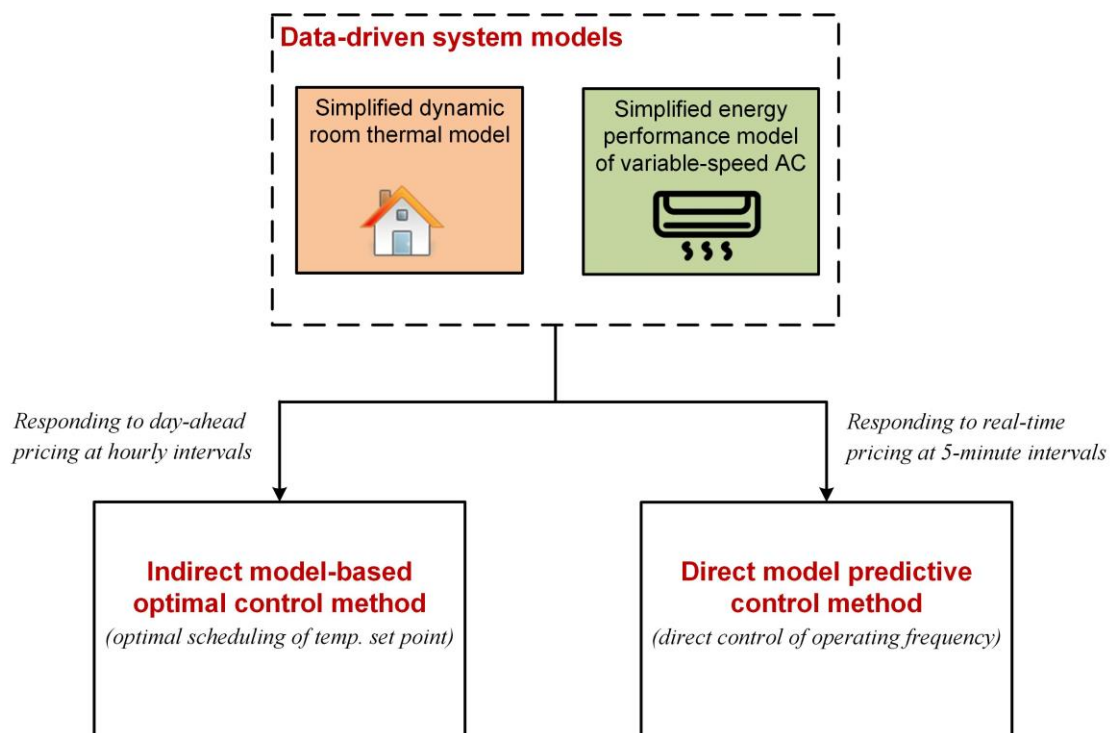 Data-driven system models
Simplified dynamic
room thermal model
Simplified energy
performance model
of variable-speed AC
Responding to day-ahead
pricing at hourly intervals
Responding to real-time
pricing at 5-minute intervals
Indirect model-based
optimal control method
(optimal scheduling of temp. set point)
Direct model predictive
control method
(direct control of operating frequency)